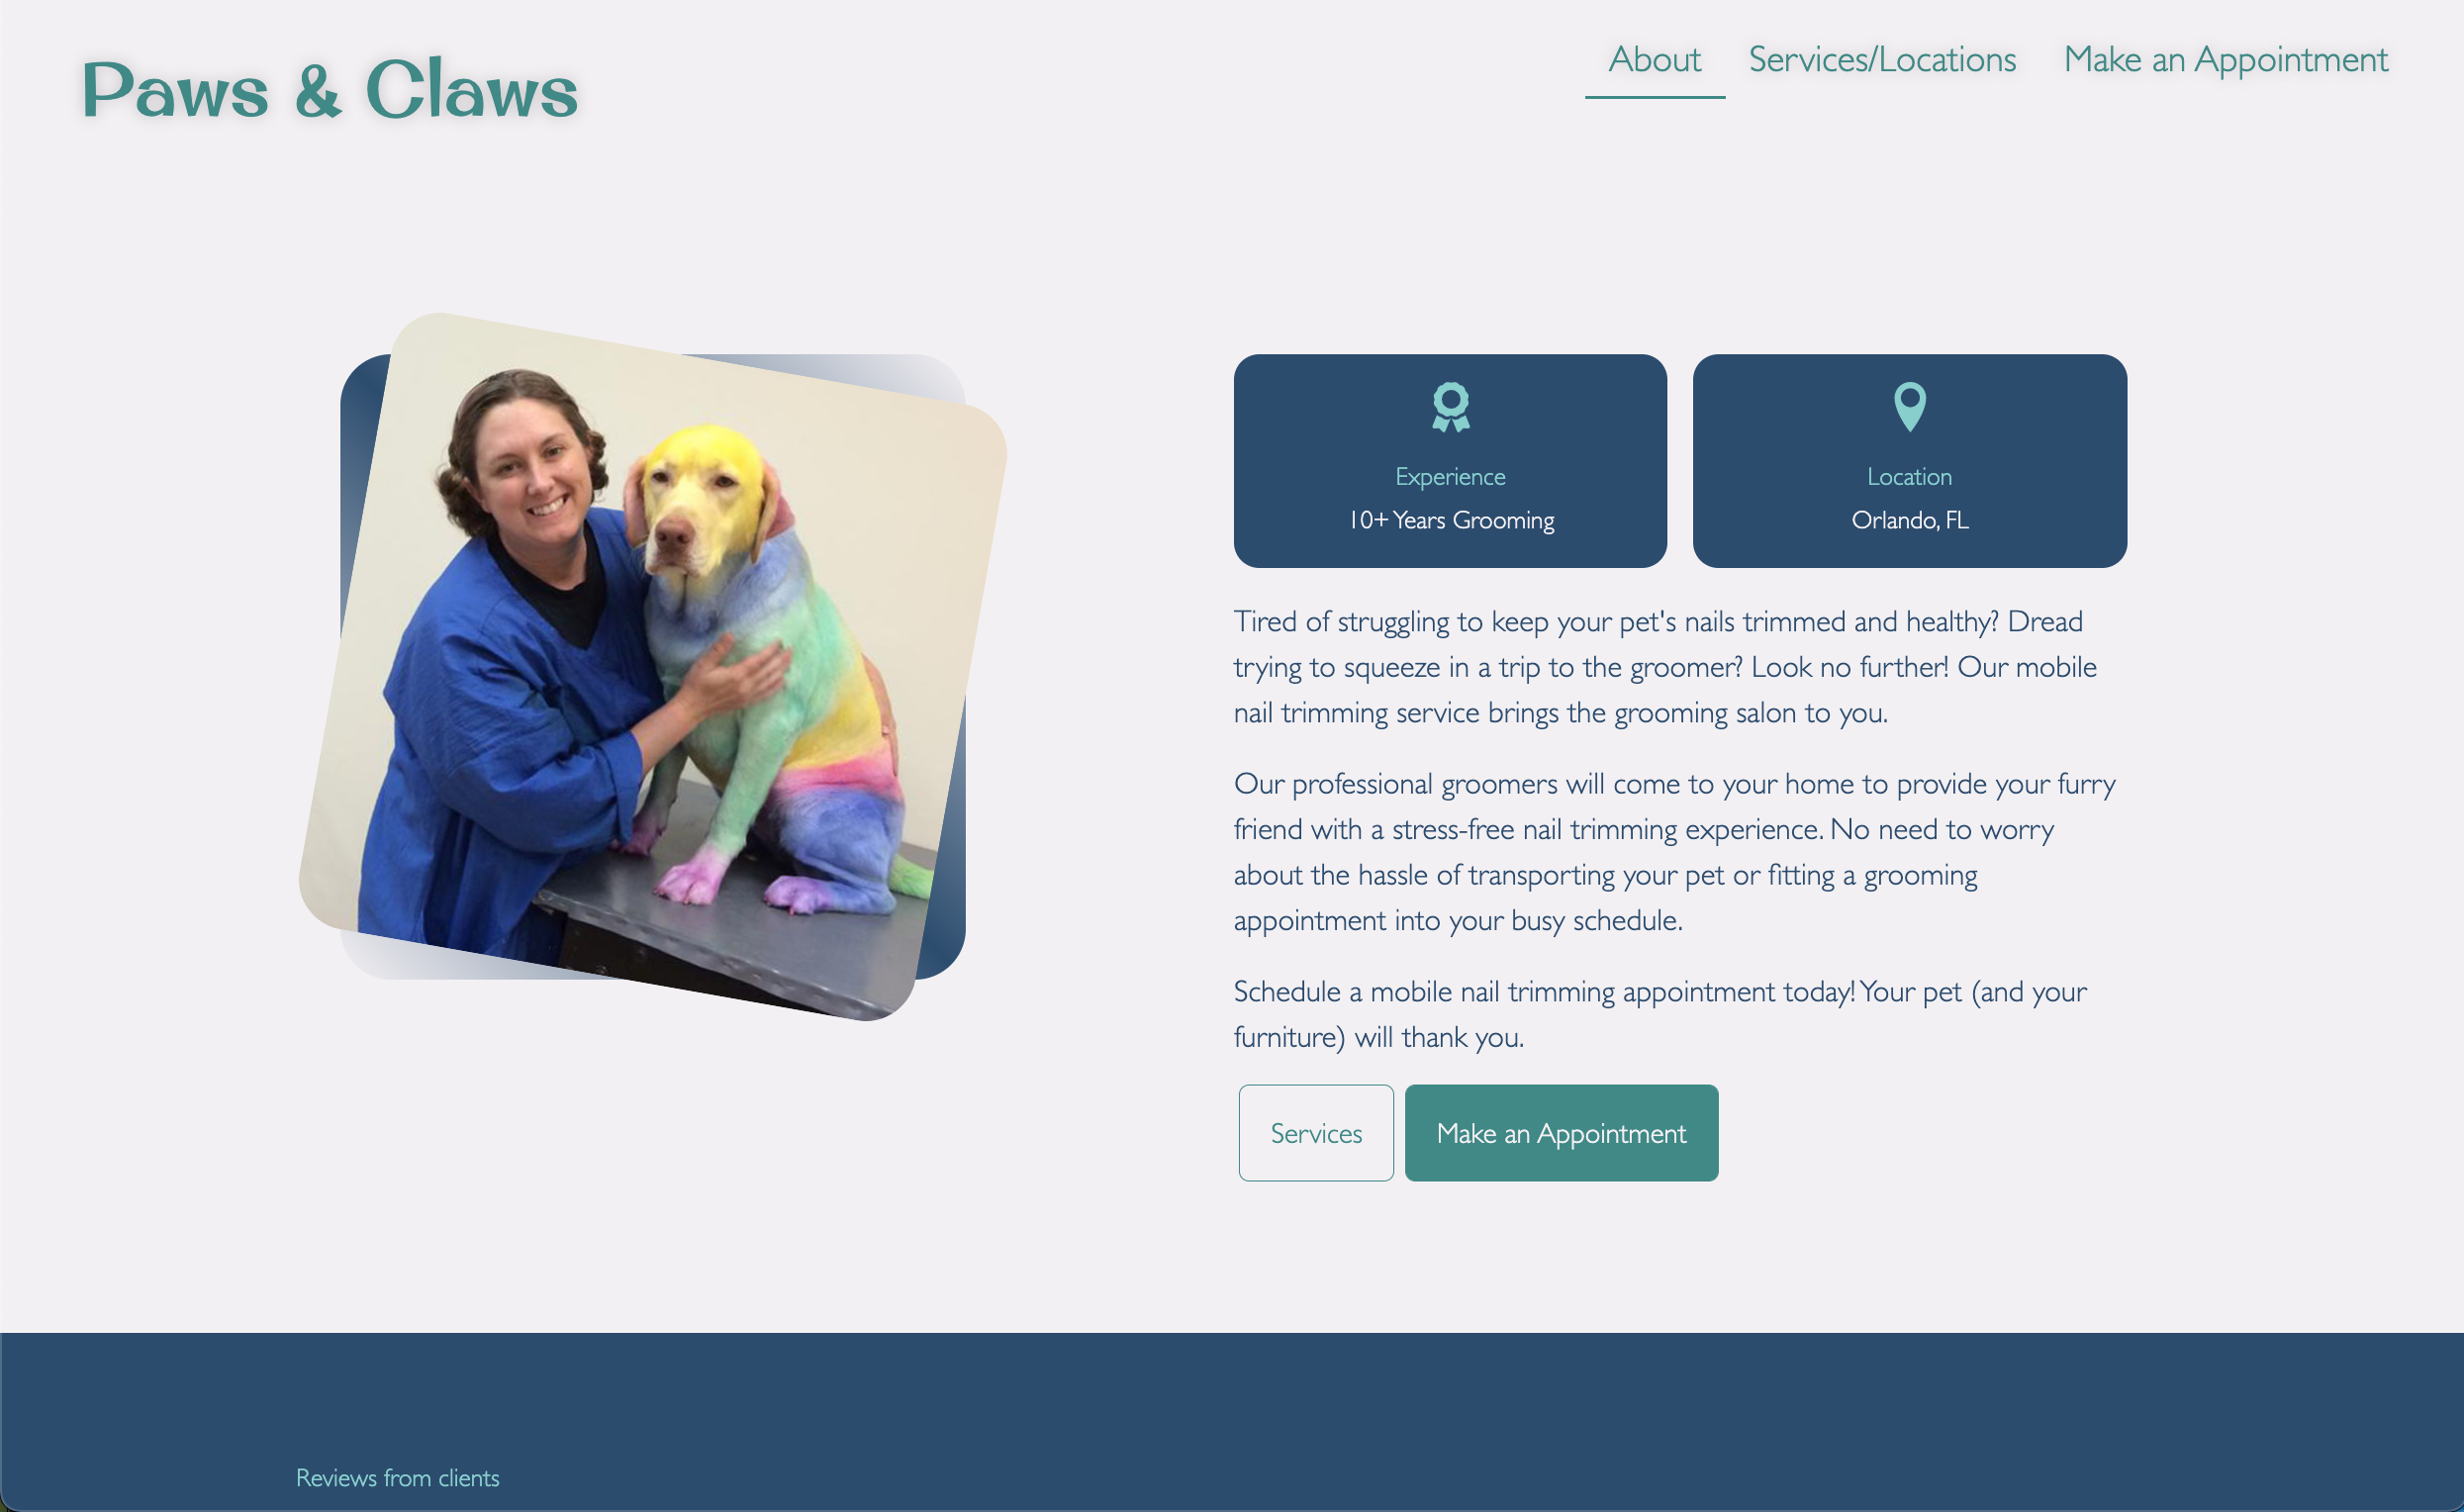 Paws & Claws
About
Services/Locations
Make an Appointment
Experience
10+ Years Grooming
Location
Orlando, FL
Tired of struggling to keep your pet's nails trimmed and healthy? Dread
trying to squeeze in a trip to the groomer? Look no further! Our mobile
nail trimming service brings the grooming salon to you.
Our professional groomers will come to your home to provide your furry
friend with a stress-free nail trimming experience. No need to worry
about the hassle of transporting your pet or fitting a grooming
appointment into your busy schedule.
Schedule a mobile nail trimming appointment today! Your pet (and your
furniture) will thank you.
Services
Make an Appointment
Reviews from clients